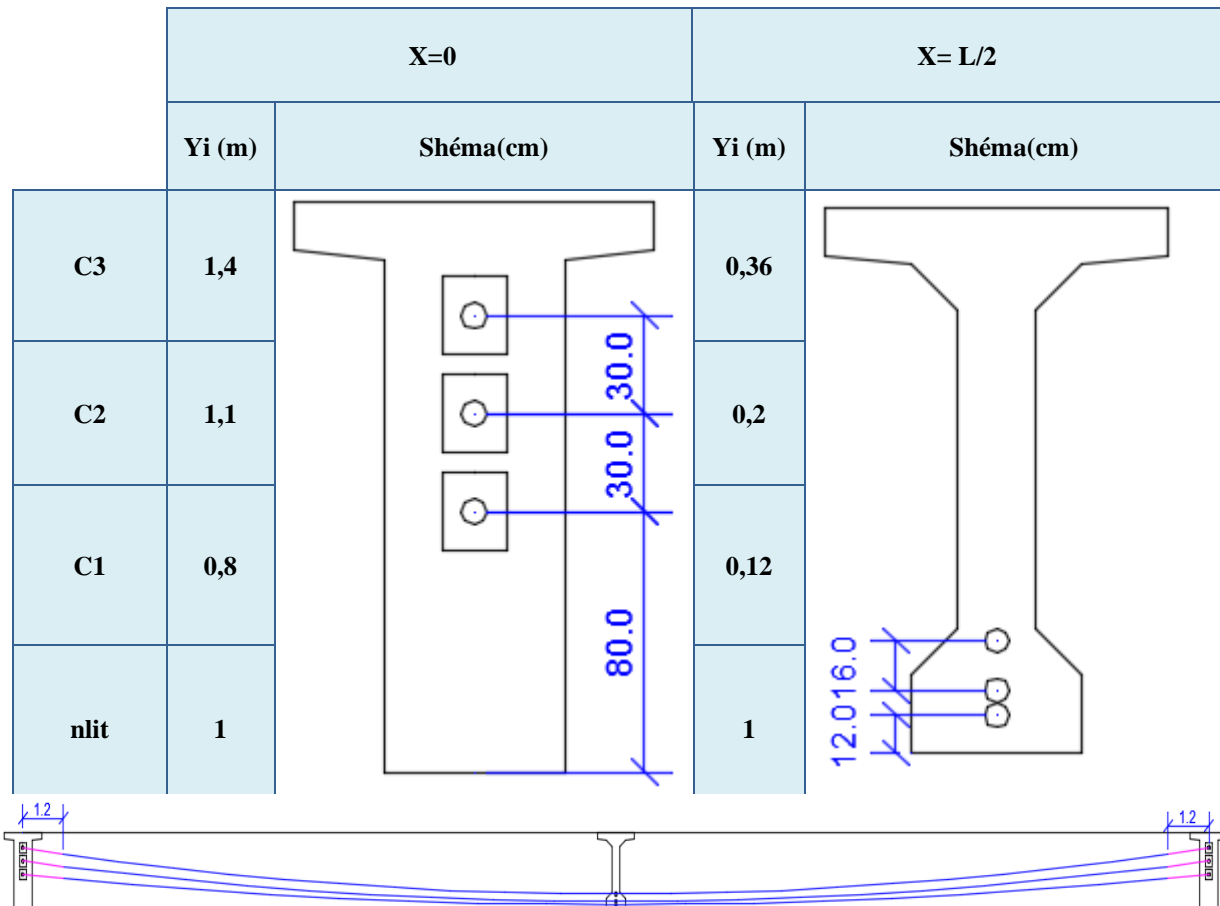 X=0 X= L/2
Yi (m) Shéma(cm) Yi (m) Shéma(cm)
C3 1,4 0,36
30.0
C2 1,1 0,2
30.0
C1 0,8 0,12
80.0
16.0
12.0
nlit 1 1
1.2 1.2